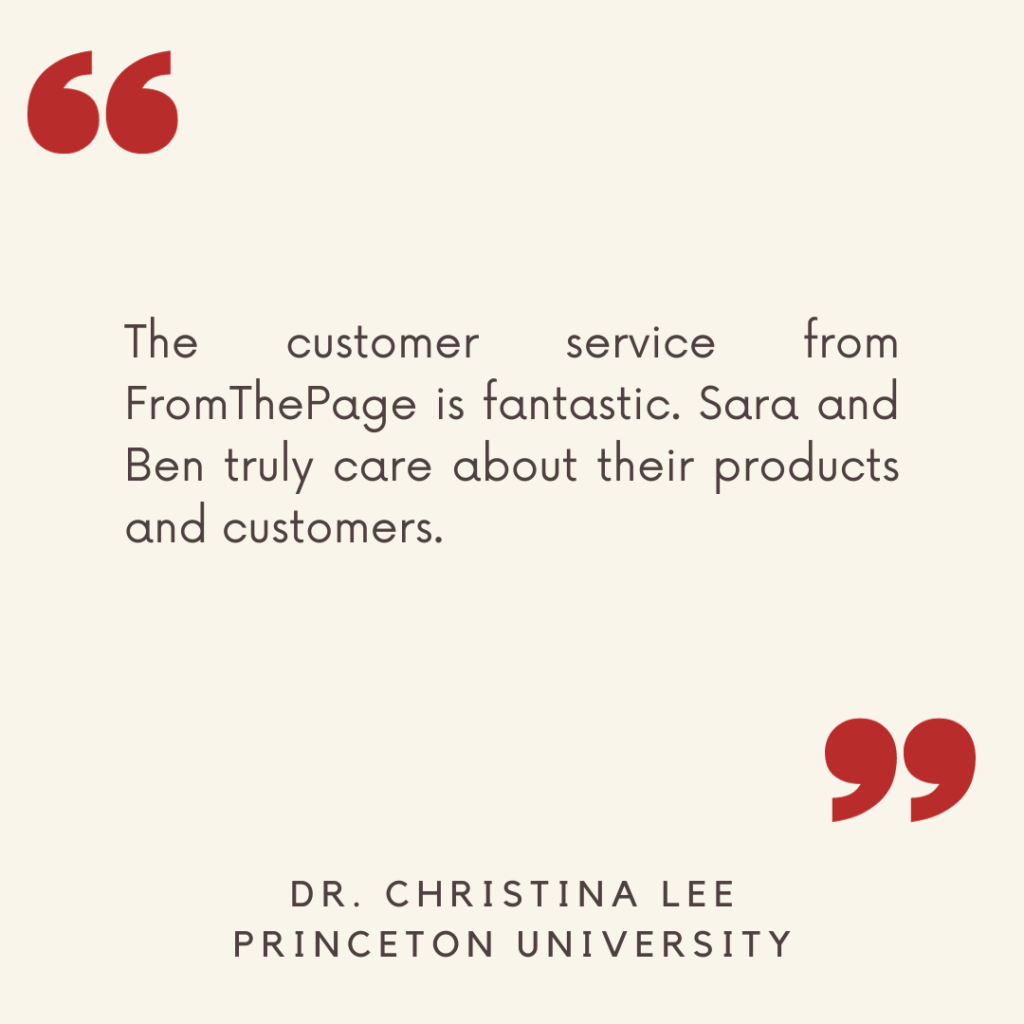 “
The customer service from
FromThePage is fantastic. Sara and
Ben truly care about their products
and customers.
”
DR. CHRISTINA LEE
PRINCETON UNIVERSITY